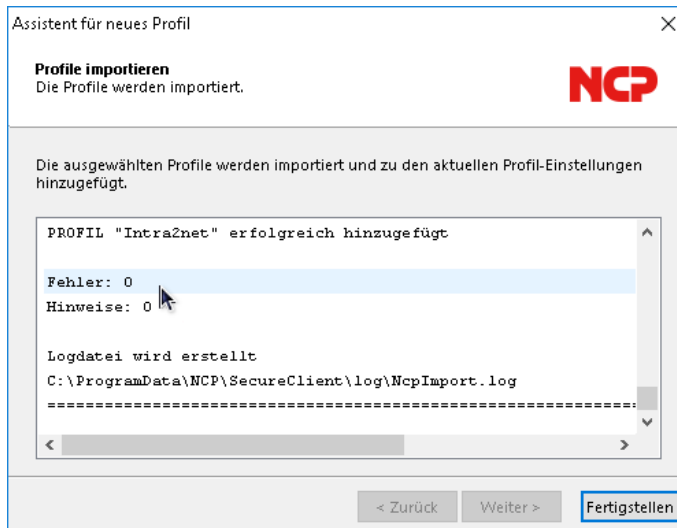 Assistent für neues Profil
Profile importieren
Die Profile werden importiert.
NCP
Die ausgewählten Profile werden importiert und zu den aktuellen Profil-Einstellungen
hinzugefügt.
PROFIL "Intra2net" erfolgreich hinzugefügt
Fehler: 0
Hinweise: 0
Logdatei wird erstellt
C:\ProgramData\NCP\SecureClient\log\NcpImport.log
==============================================================
< Zurück
Weiter >
Fertigstellen